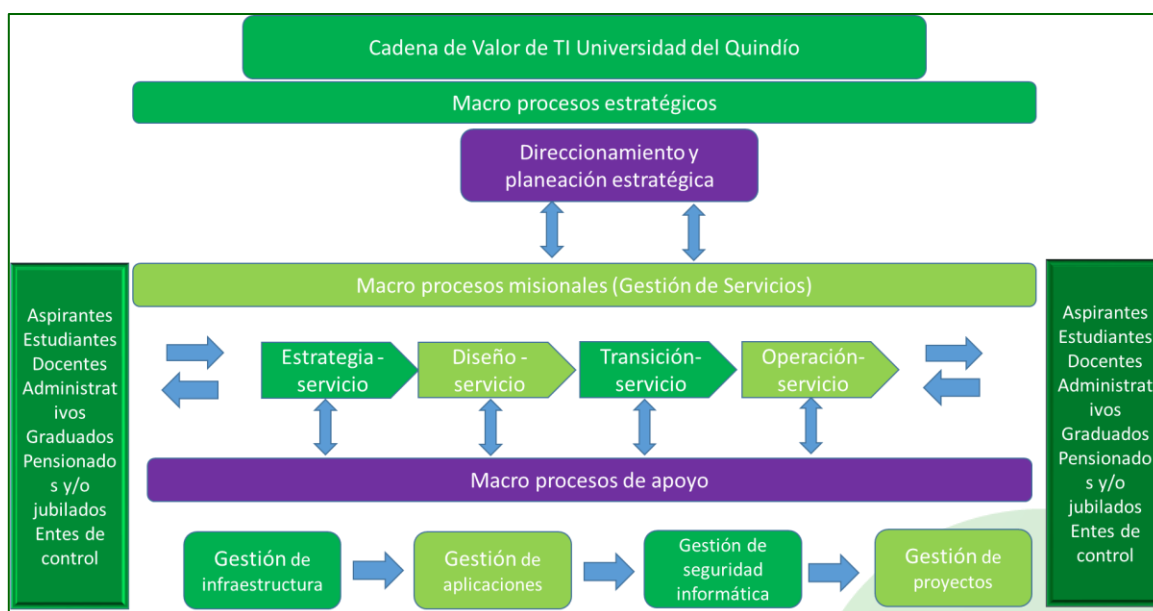 Cadena de Valor de TI Universidad del Quindío
Macro procesos estratégicos
Direccionamiento y
planeación estratégica
Macro procesos misionales (Gestión de Servicios)
Aspirantes
Estudiantes
Docentes
Administrat
ivos
Graduados
Pensionado
s y/o
jubilados
Entes de
control
Estrategia -
servicio
Diseño -
servicio
Transición-
servicio
Operación-
servicio
Aspirantes
Estudiantes
Docentes
Administrat
ivos
Graduados
Pensionado
s y/o
jubilados
Entes de
control
Macro procesos de apoyo
Gestión de
infraestructura
Gestión de
aplicaciones
Gestión de
seguridad
informática
Gestión de
proyectos